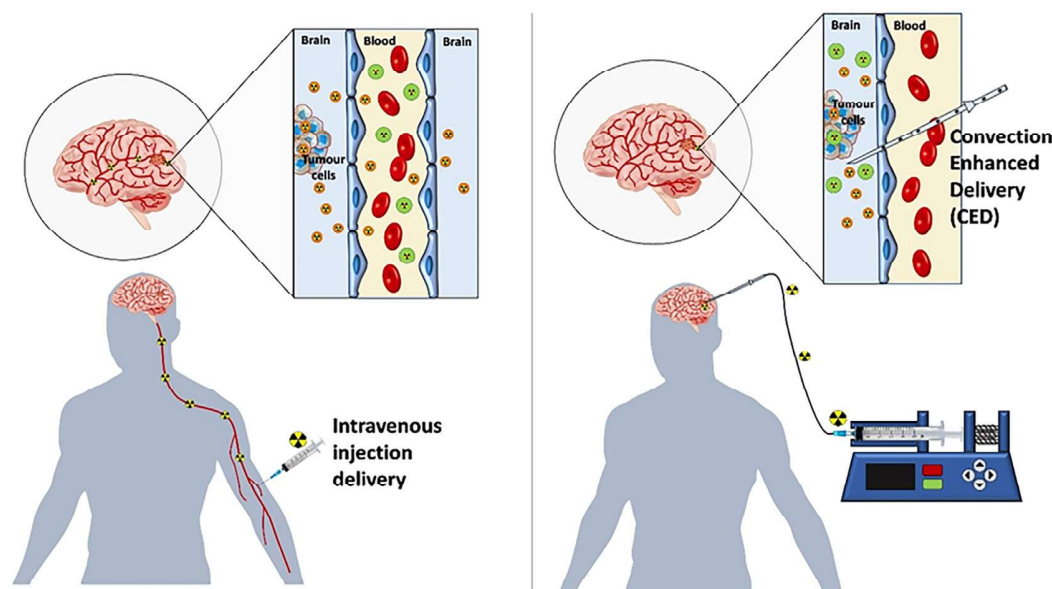 Brain
Blood
Brain
Tumour
cells
Intravenous
injection
delivery
Brain
Blood
Tumour
cells
Convection
Enhanced
Delivery
(CED)